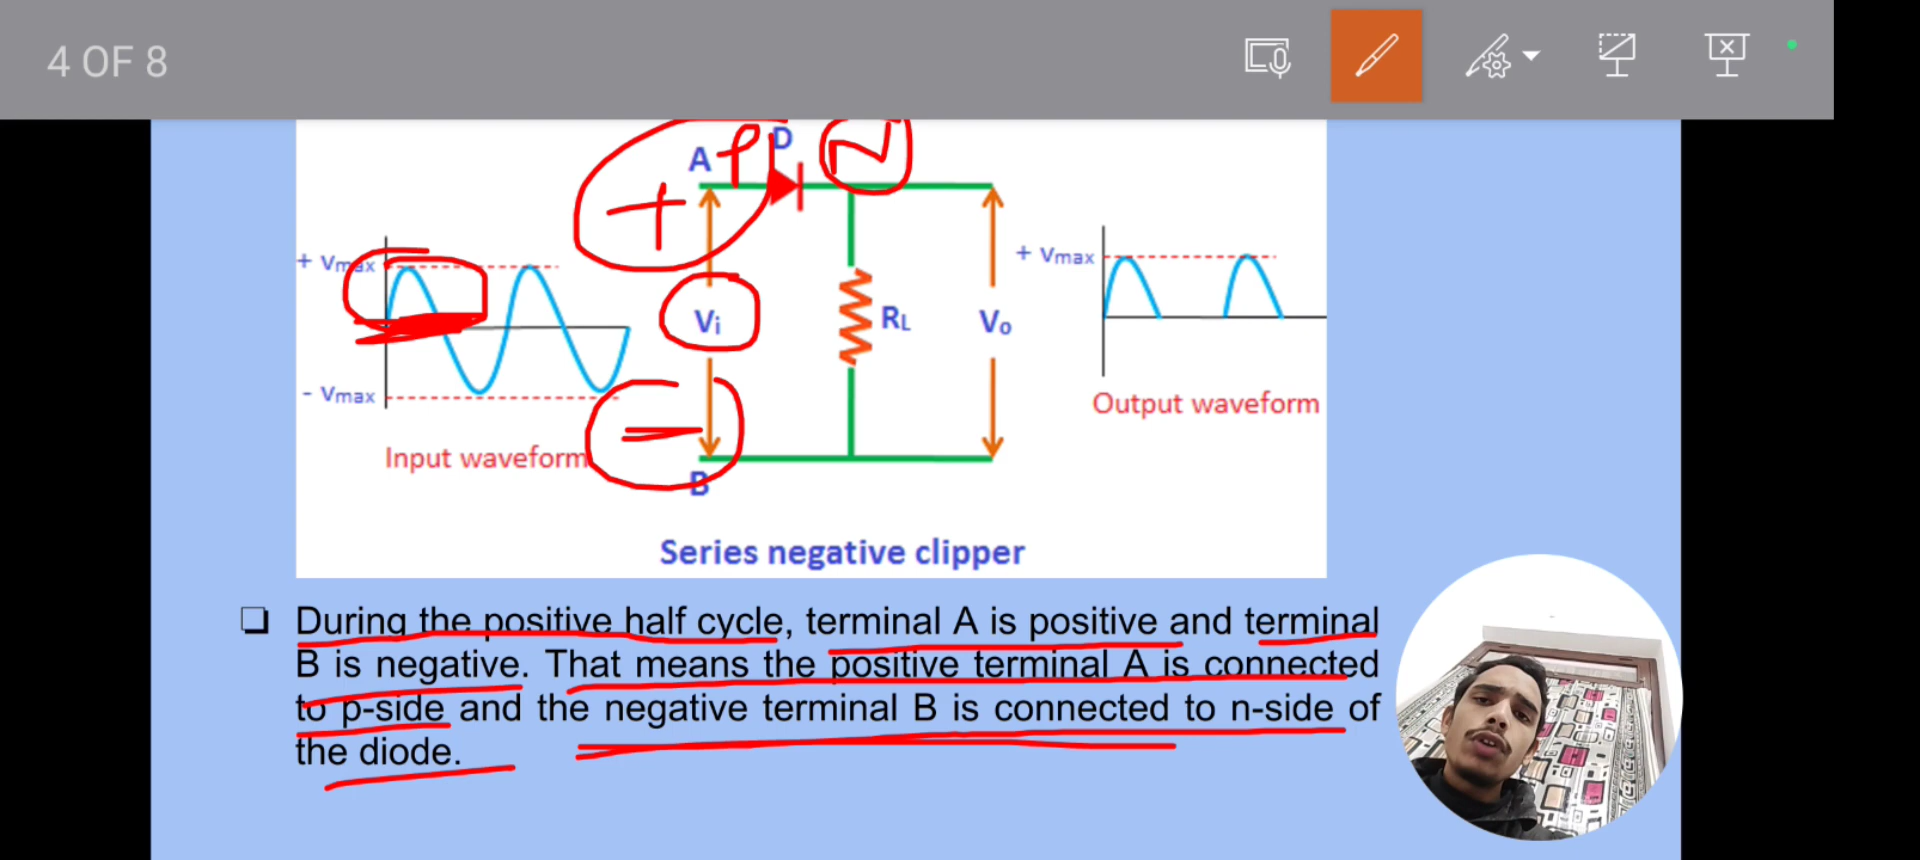 4 OF 8
A P D N
+
+ Vmax
+ Vmax
Vi
RL
Vo
- Vmax
−
Output waveform
Input waveform
B
Series negative clipper
❑ During the positive half cycle, terminal A is positive and terminal
B is negative. That means the positive terminal A is connected
to p-side and the negative terminal B is connected to n-side of
the diode.